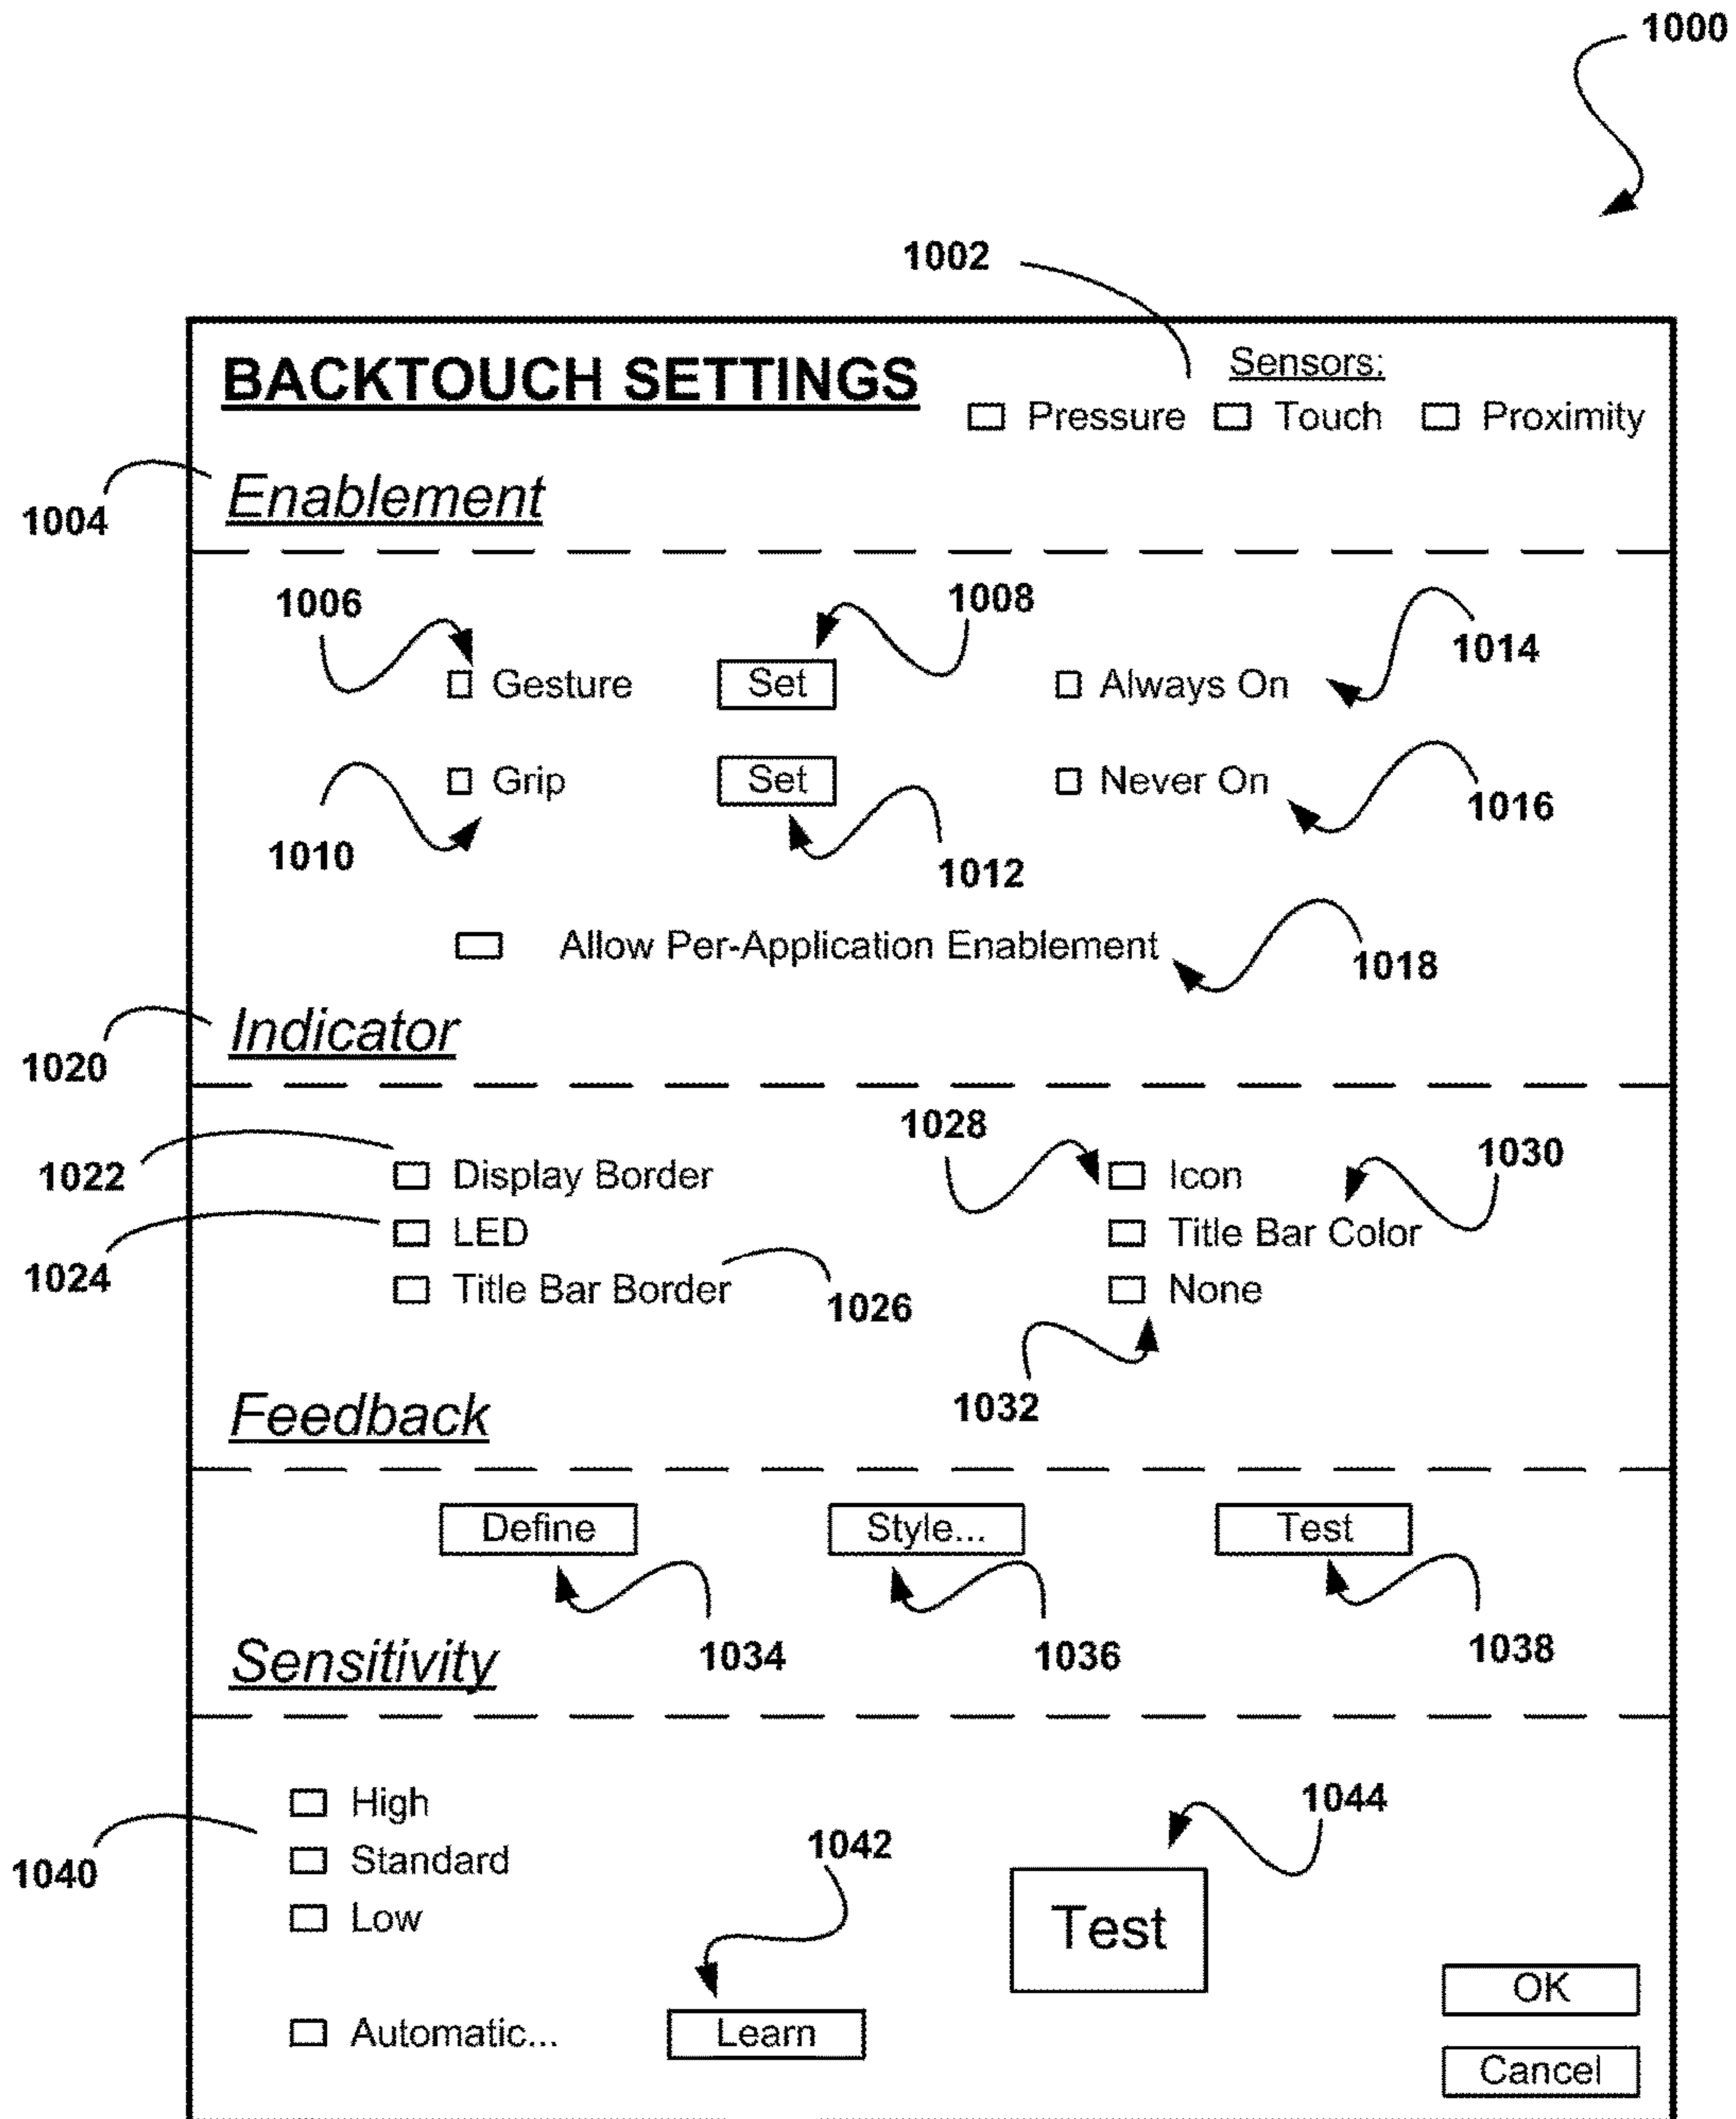 1000
1002
BACKTOUCH SETTINGS
Sensors:
Pressure Touch Proximity
1004
Enablement
1006 1008 1014
Gesture Set Always On
Grip Set Never On
1010 1012 1016
Allow Per-Application Enablement
1018
1020
Indicator
1022 1028 1030
Display Border Icon
1024
LED Title Bar Color
Title Bar Border None
1026
1032
Feedback
Define Style... Test
1034 1036 1038
Sensitivity
1040
High
Standard
Low
1042 1044
Test
Automatic... Learn
OK
Cancel